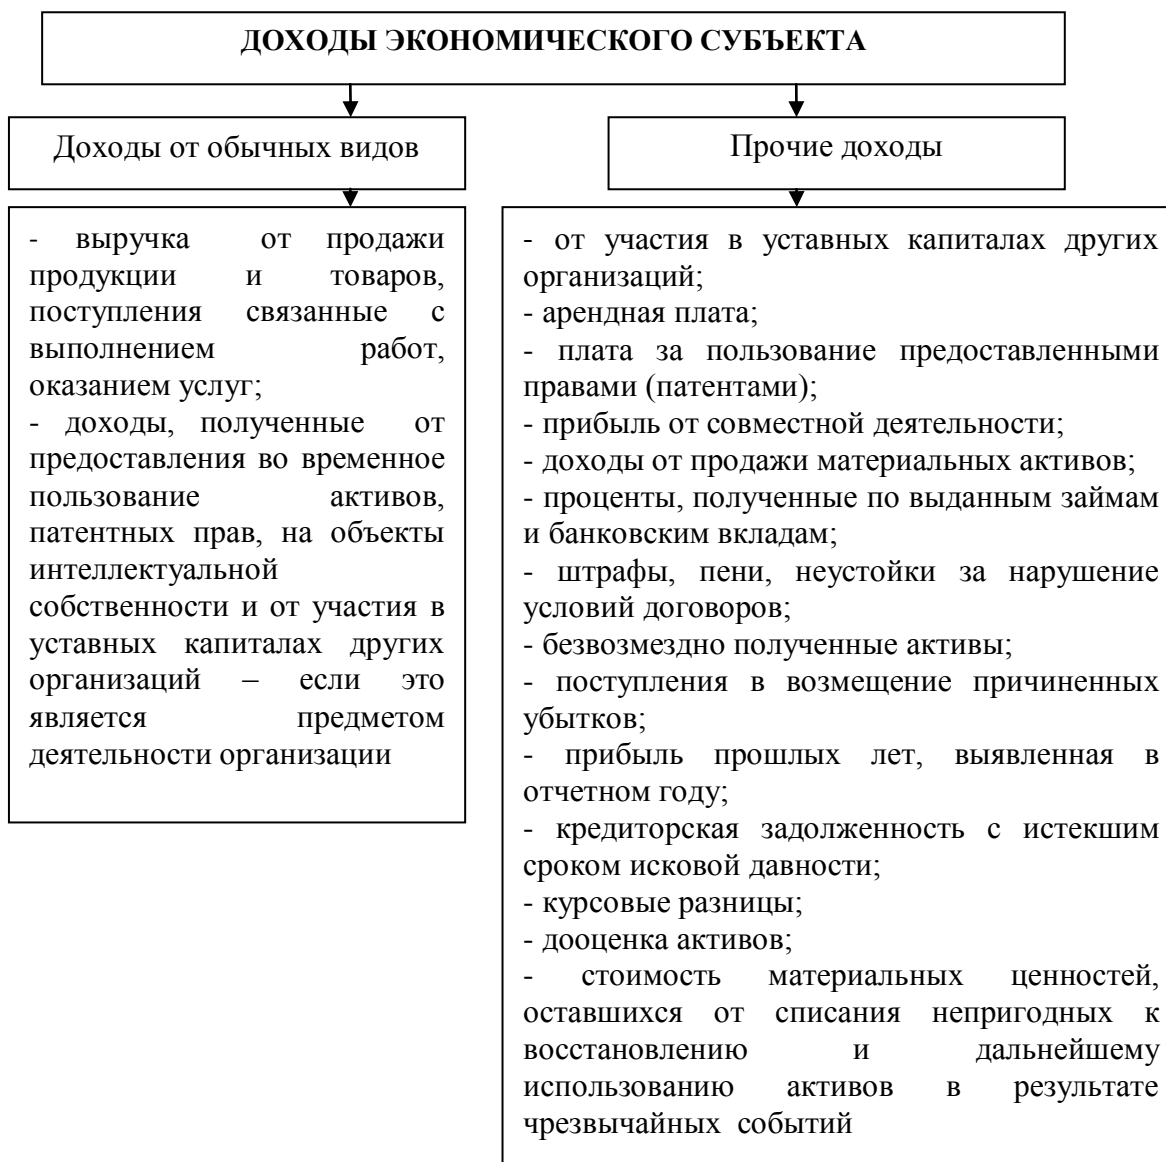 ДОХОДЫ ЭКОНОМИЧЕСКОГО СУБЪЕКТА
Доходы от обычных видов
- выручка от продажи
продукции и товаров,
поступления связанные с
выполнением работ,
оказанием услуг;
- доходы, полученные от
предоставления во временное
пользование активов,
патентных прав, на объекты
интеллектуальной
собственности и от участия в
уставных капиталах других
организаций – если это
является предметом
деятельности организации
Прочие доходы
- от участия в уставных капиталах других
организаций;
- арендная плата;
- плата за пользование предоставленными
правами (патентами);
- прибыль от совместной деятельности;
- доходы от продажи материальных активов;
- проценты, полученные по выданным займам
и банковским вкладам;
- штрафы, пени, неустойки за нарушение
условий договоров;
- безвозмездно полученные активы;
- поступления в возмещение причиненных
убытков;
- прибыль прошлых лет, выявленная в
отчетном году;
- кредиторская задолженность с истекшим
сроком исковой давности;
- курсовые разницы;
- дооценка активов;
- стоимость материальных ценностей,
оставшихся от списания непригодных к
восстановлению и дальнейшему
использованию активов в результате
чрезвычайных событий